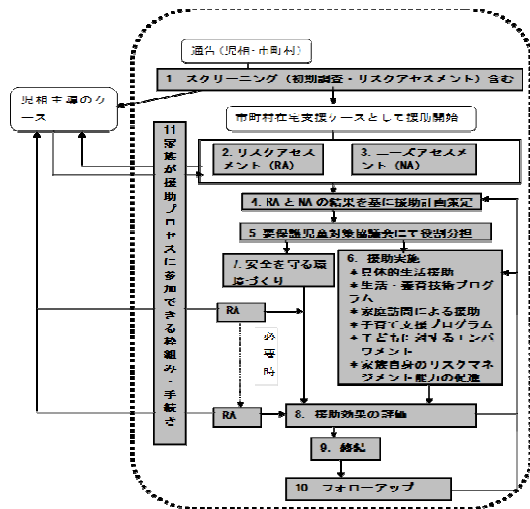 通告（児相・市町村）
1 スクリーニング（初期調査・リスクアセスメント）含む
児相主導のケ
ース
市町村在宅支援ケースとして援助開始
2. リスクアセス
メント（RA）
3. ニーズアセスメ
ント（NA）
4. RAとNAの結果を基に援助計画策定
5 要保護児童対策協議会にて役割分担
11 家族が援助プロセスに参加できる枠組み・手続き
7. 安全を守る環
境づくり
6. 援助実施
＊具体的生活援助
＊生活・養育技術プログ
ラム
＊家庭訪問による援助
＊子育て支援プログラム
＊子どもに対するエンパ
ワメント
＊家族自身のリスクマネ
ジメント能力の促進
RA
必要時
RA
8. 援助効果の評価
9. 終結
10 フォローアップ